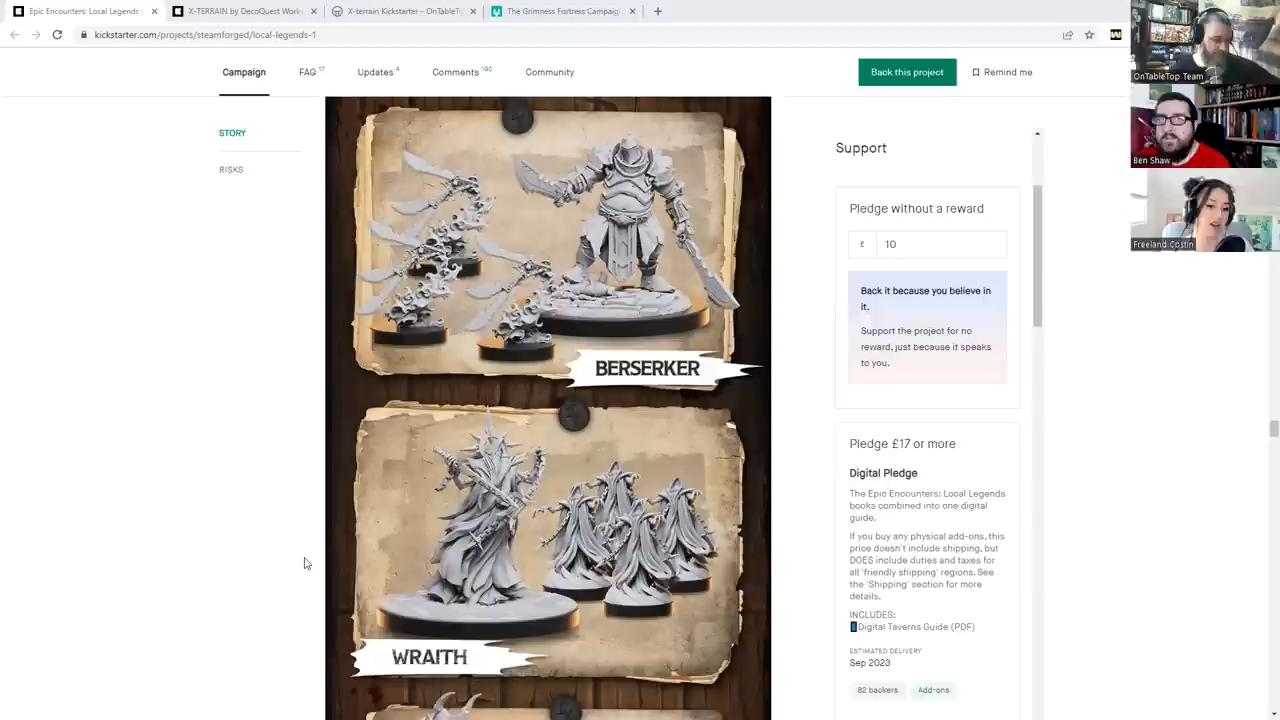 Epic Encounters: Local Legends
X-TERRAIN by DecoQuest Work
X-terrain Kickstarter – OnTableT
The Grimness Fortress Campaig
kickstarter.com/projects/steamforged/local-legends-1
Campaign
FAQ 17
Updates 4
Comments 190
Community
Back this project
Remind me
STORY
RISKS
BERSERKER
WRAITH
Support
Pledge without a reward
£
10
Back it because you believe in
it.
Support the project for no
reward, just because it speaks
to you.
Pledge £17 or more
Digital Pledge
The Epic Encounters: Local Legends
books combined into one digital
guide.
If you buy any physical add-ons, this
price doesn't include shipping, but
DOES include duties and taxes for
all 'friendly shipping' regions. See
the 'Shipping' section for more
details.
INCLUDES:
Digital Taverns Guide (PDF)
ESTIMATED DELIVERY
Sep 2023
82 backers
Add-ons
OnTableTop Team
Ben Shaw
Freeland Costin